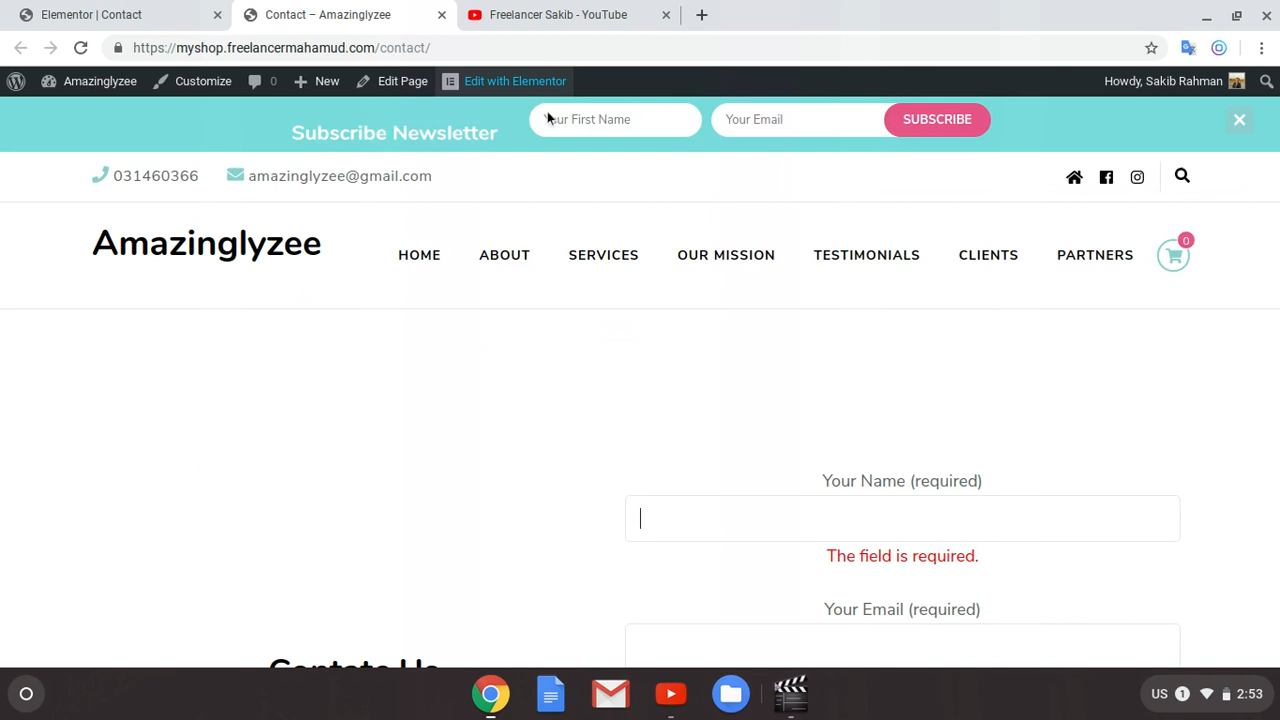 Elementor | Contact
Contact – Amazinglyzee
Freelancer Sakib - YouTube
https://myshop.freelancermahamud.com/contact/
Amazinglyzee
Customize
0
New
Edit Page
Edit with Elementor
Howdy, Sakib Rahman
Subscribe Newsletter
Your First Name
Your Email
SUBSCRIBE
031460366
amazinglyzee@gmail.com
Amazinglyzee
HOME
ABOUT
SERVICES
OUR MISSION
TESTIMONIALS
CLIENTS
PARTNERS
0
Your Name (required)
The field is required.
Your Email (required)
Contate Us
US
1
2:53